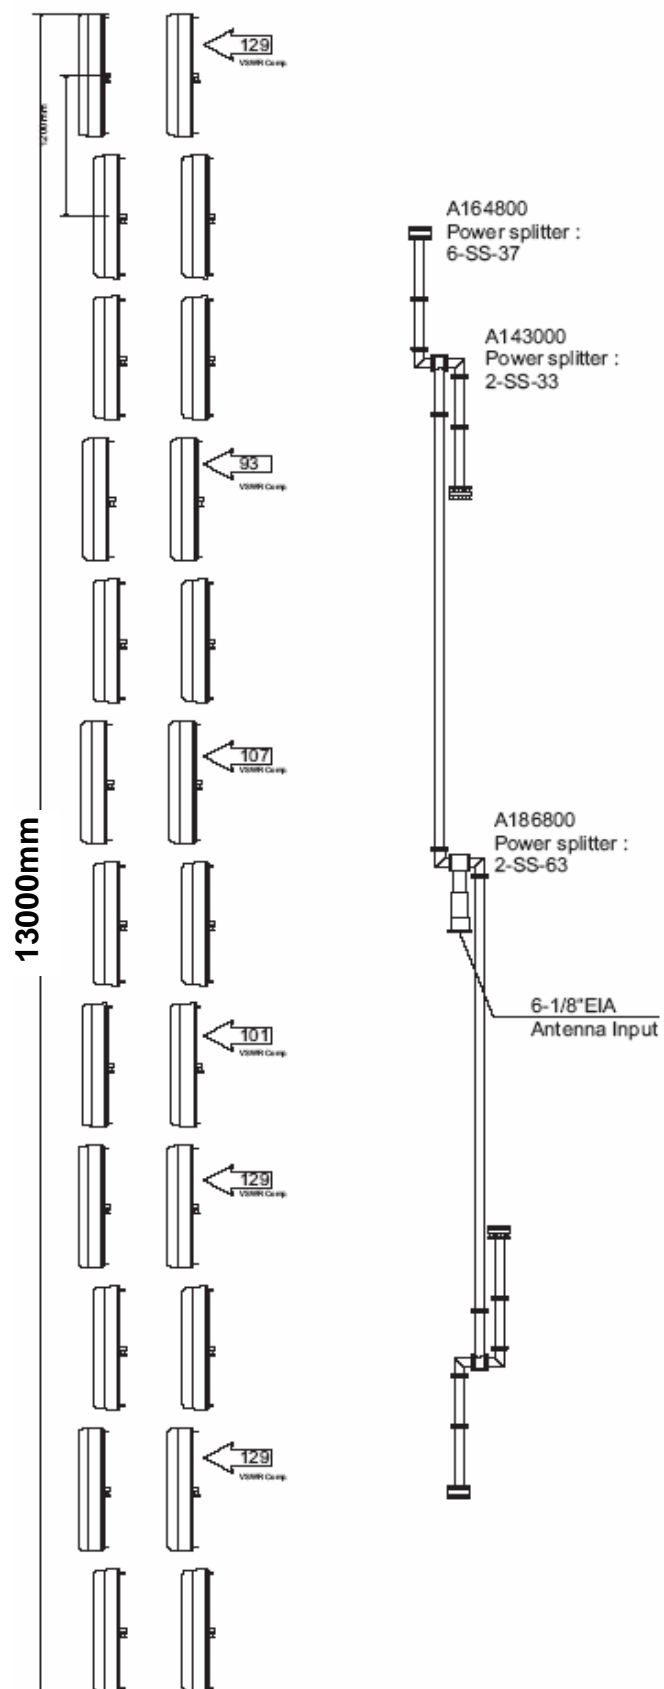 129
VSWR Comp.
1200mm
A164800
Power splitter :
6-SS-37
A143000
Power splitter :
2-SS-33
93
VSWR Comp.
107
VSWR Comp.
13000mm
A186800
Power splitter :
2-SS-63
6-1/8"EIA
Antenna Input
101
VSWR Comp.
129
VSWR Comp.
129
VSWR Comp.